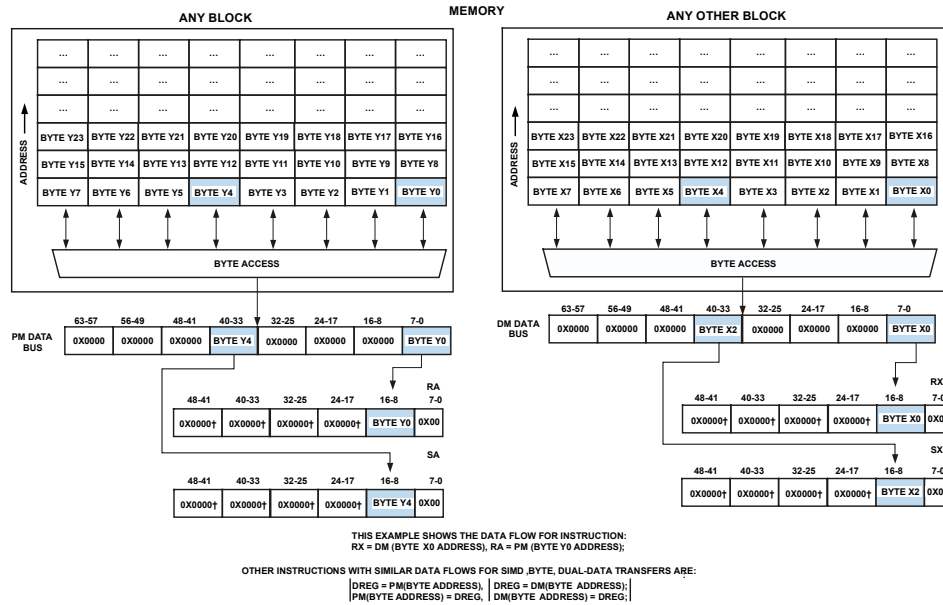 MEMORY
ANY BLOCK
ANY OTHER BLOCK
ADDRESS
... ... ... ... ... ... ... ...
... ... ... ... ... ... ... ...
... ... ... ... ... ... ... ...
BYTE Y23 BYTE Y22 BYTE Y21 BYTE Y20 BYTE Y19 BYTE Y18 BYTE Y17 BYTE Y16
BYTE Y15 BYTE Y14 BYTE Y13 BYTE Y12 BYTE Y11 BYTE Y10 BYTE Y9 BYTE Y8
BYTE Y7 BYTE Y6 BYTE Y5 BYTE Y4 BYTE Y3 BYTE Y2 BYTE Y1 BYTE Y0
BYTE ACCESS
ADDRESS
... ... ... ... ... ... ... ...
... ... ... ... ... ... ... ...
... ... ... ... ... ... ... ...
BYTE X23 BYTE X22 BYTE X21 BYTE X20 BYTE X19 BYTE X18 BYTE X17 BYTE X16
BYTE X15 BYTE X14 BYTE X13 BYTE X12 BYTE X11 BYTE X10 BYTE X9 BYTE X8
BYTE X7 BYTE X6 BYTE X5 BYTE X4 BYTE X3 BYTE X2 BYTE X1 BYTE X0
BYTE ACCESS
63-57 56-49 48-41 40-33 32-25 24-17 16-8 7-0
PM DATA
BUS
0X0000 0X0000 0X0000 BYTE Y4 0X0000 0X0000 0X0000 BYTE Y0
RA
48-41 40-33 32-25 24-17 16-8 7-0
0X0000† 0X0000† 0X0000† 0X0000† BYTE Y0 0X00
SA
48-41 40-33 32-25 24-17 16-8 7-0
0X0000† 0X0000† 0X0000† 0X0000† BYTE Y4 0X00
63-57 56-49 48-41 40-33 32-25 24-17 16-8 7-0
DM DATA
BUS
0X0000 0X0000 0X0000 BYTE X2 0X0000 0X0000 0X0000 BYTE X0
RX
48-41 40-33 32-25 24-17 16-8 7-0
0X0000† 0X0000† 0X0000† 0X0000† BYTE X0 0X00
SX
48-41 40-33 32-25 24-17 16-8 7-0
0X0000† 0X0000† 0X0000† 0X0000† BYTE X2 0X00
THIS EXAMPLE SHOWS THE DATA FLOW FOR INSTRUCTION:
RX = DM (BYTE X0 ADDRESS), RA = PM (BYTE Y0 ADDRESS);
OTHER INSTRUCTIONS WITH SIMILAR DATA FLOWS FOR SIMD ,BYTE, DUAL-DATA TRANSFERS ARE:
DREG = PM(BYTE ADDRESS), DREG = DM(BYTE ADDRESS);
PM(BYTE ADDRESS) = DREG, DM(BYTE ADDRESS) = DREG;